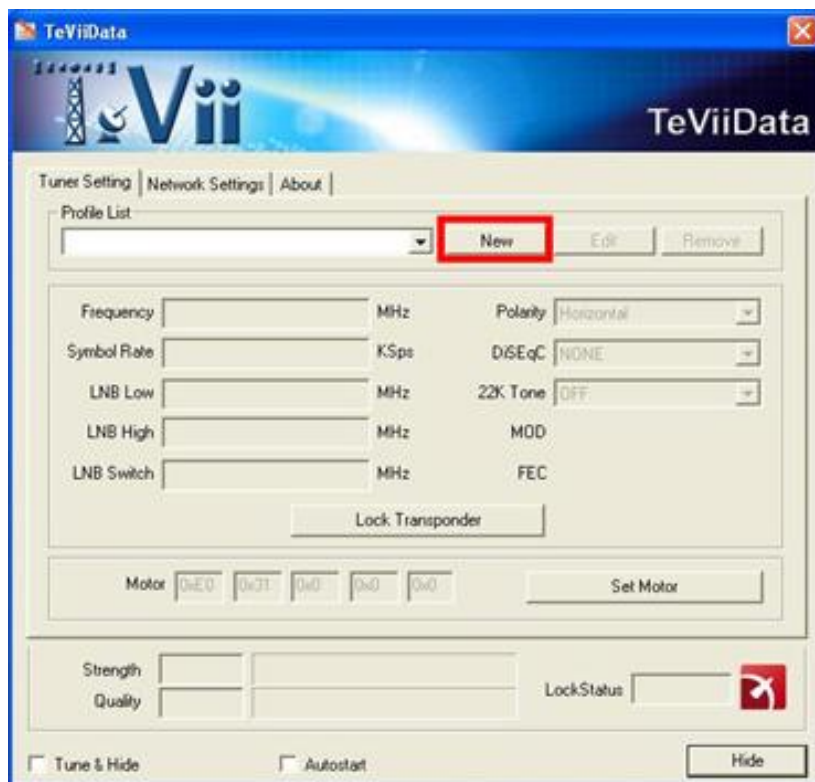 TeViiData
TeVii
TeViiData
Tuner Setting Network Settings About
Profile List
New Edit Remove
Frequency MHz Polarity Horizontal
Symbol Rate KSps DiSEqC NONE
LNB Low MHz 22K Tone OFF
LNB High MHz MOD
LNB Switch MHz FEC
Lock Transponder
Motor 0xE0 0x31 0x0 0x0 0x0 Set Motor
Strength
Quality
LockStatus
Tune & Hide Autostart Hide